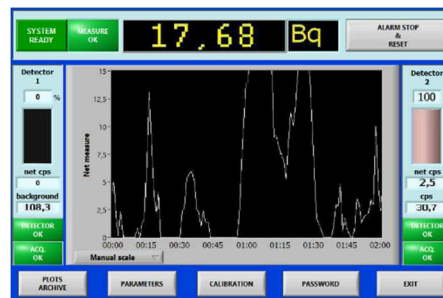 SYSTEM
READY
MEASURE
OK
17,68
Bq
ALARM STOP
&
RESET
Detector
1
0 %
net cps
0
background
108,3
DETECTOR
OK
ACQ.
OK
Net measure
15
12,5
10
7,5
5
2,5
0
00:00 00:15 00:30 00:45 01:00 01:15 01:30 01:45 02:00
Manual scale
Detector
2
100
net cps
2,5
cps
30,7
DETECTOR
OK
ACQ.
OK
PLOTS
ARCHIVE
PARAMETERS
CALIBRATION
PASSWORD
EXIT